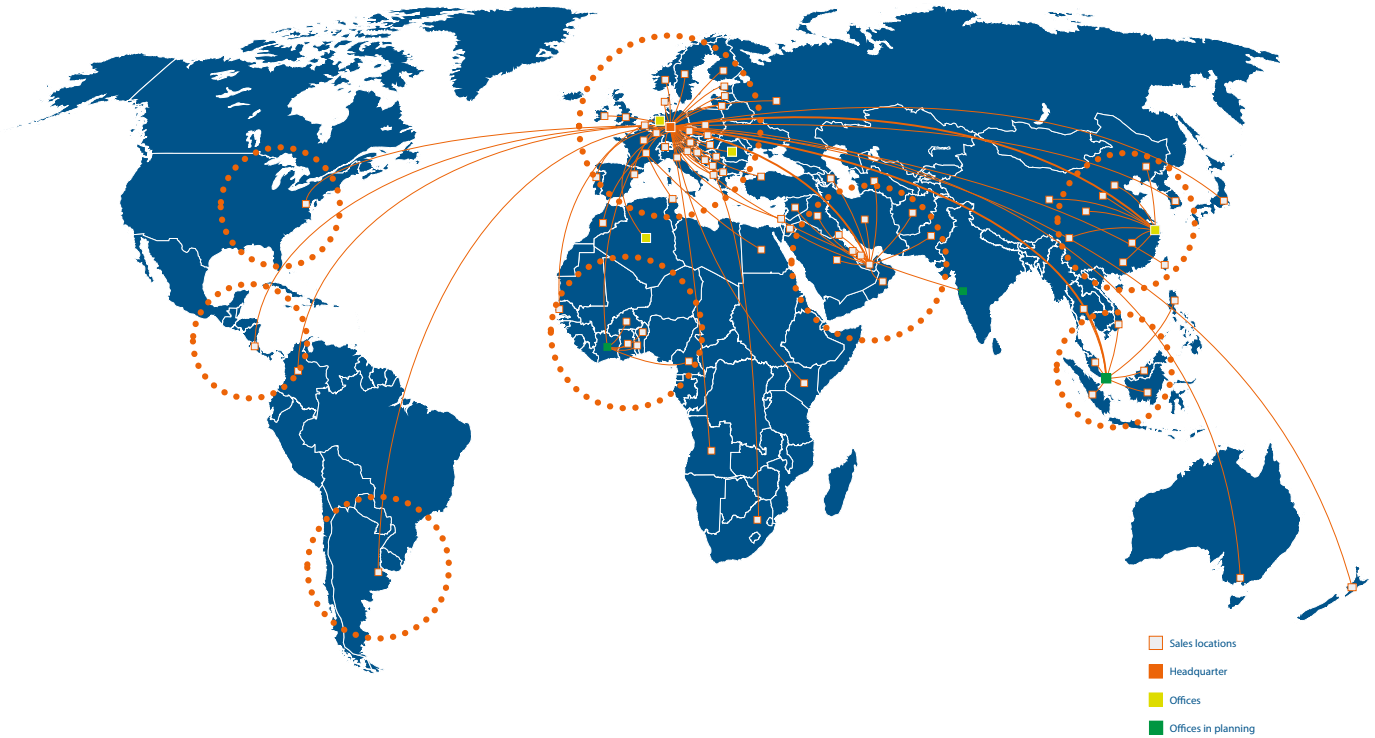 Sales locations
Headquarter
Offices
Offices in planning